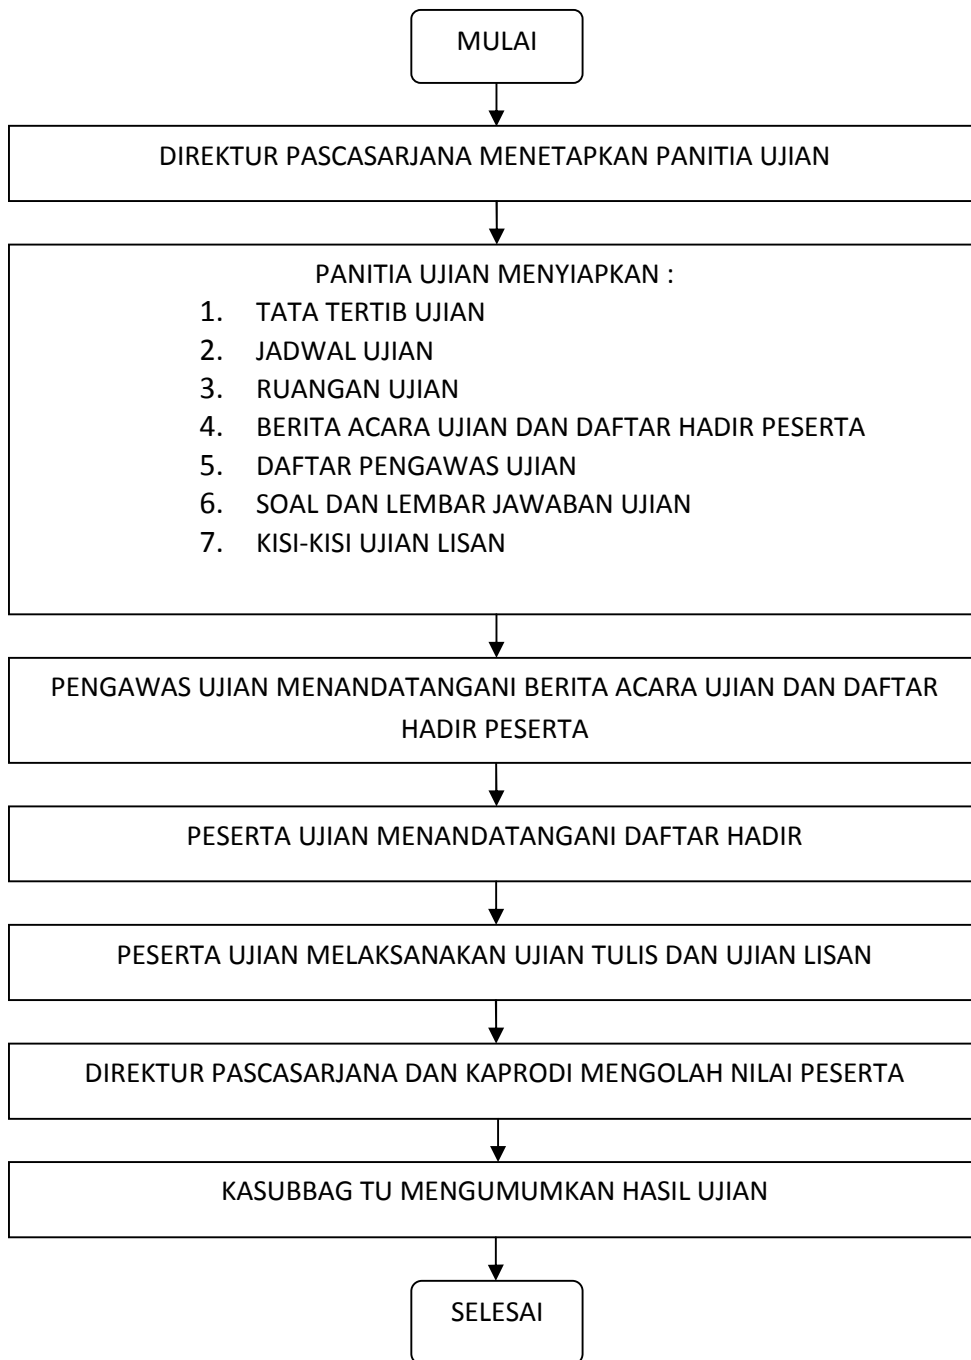 MULAI
DIREKTUR PASCASARJANA MENETAPKAN PANITIA UJIAN
PANITIA UJIAN MENYIAPKAN :
1. TATA TERTIB UJIAN
2. JADWAL UJIAN
3. RUANGAN UJIAN
4. BERITA ACARA UJIAN DAN DAFTAR HADIR PESERTA
5. DAFTAR PENGAWAS UJIAN
6. SOAL DAN LEMBAR JAWABAN UJIAN
7. KISI-KISI UJIAN LISAN
PENGAWAS UJIAN MENANDATANGANI BERITA ACARA UJIAN DAN DAFTAR
HADIR PESERTA
PESERTA UJIAN MENANDATANGANI DAFTAR HADIR
PESERTA UJIAN MELAKSANAKAN UJIAN TULIS DAN UJIAN LISAN
DIREKTUR PASCASARJANA DAN KAPRODI MENGOLAH NILAI PESERTA
KASUBBAG TU MENGUMUMKAN HASIL UJIAN
SELESAI